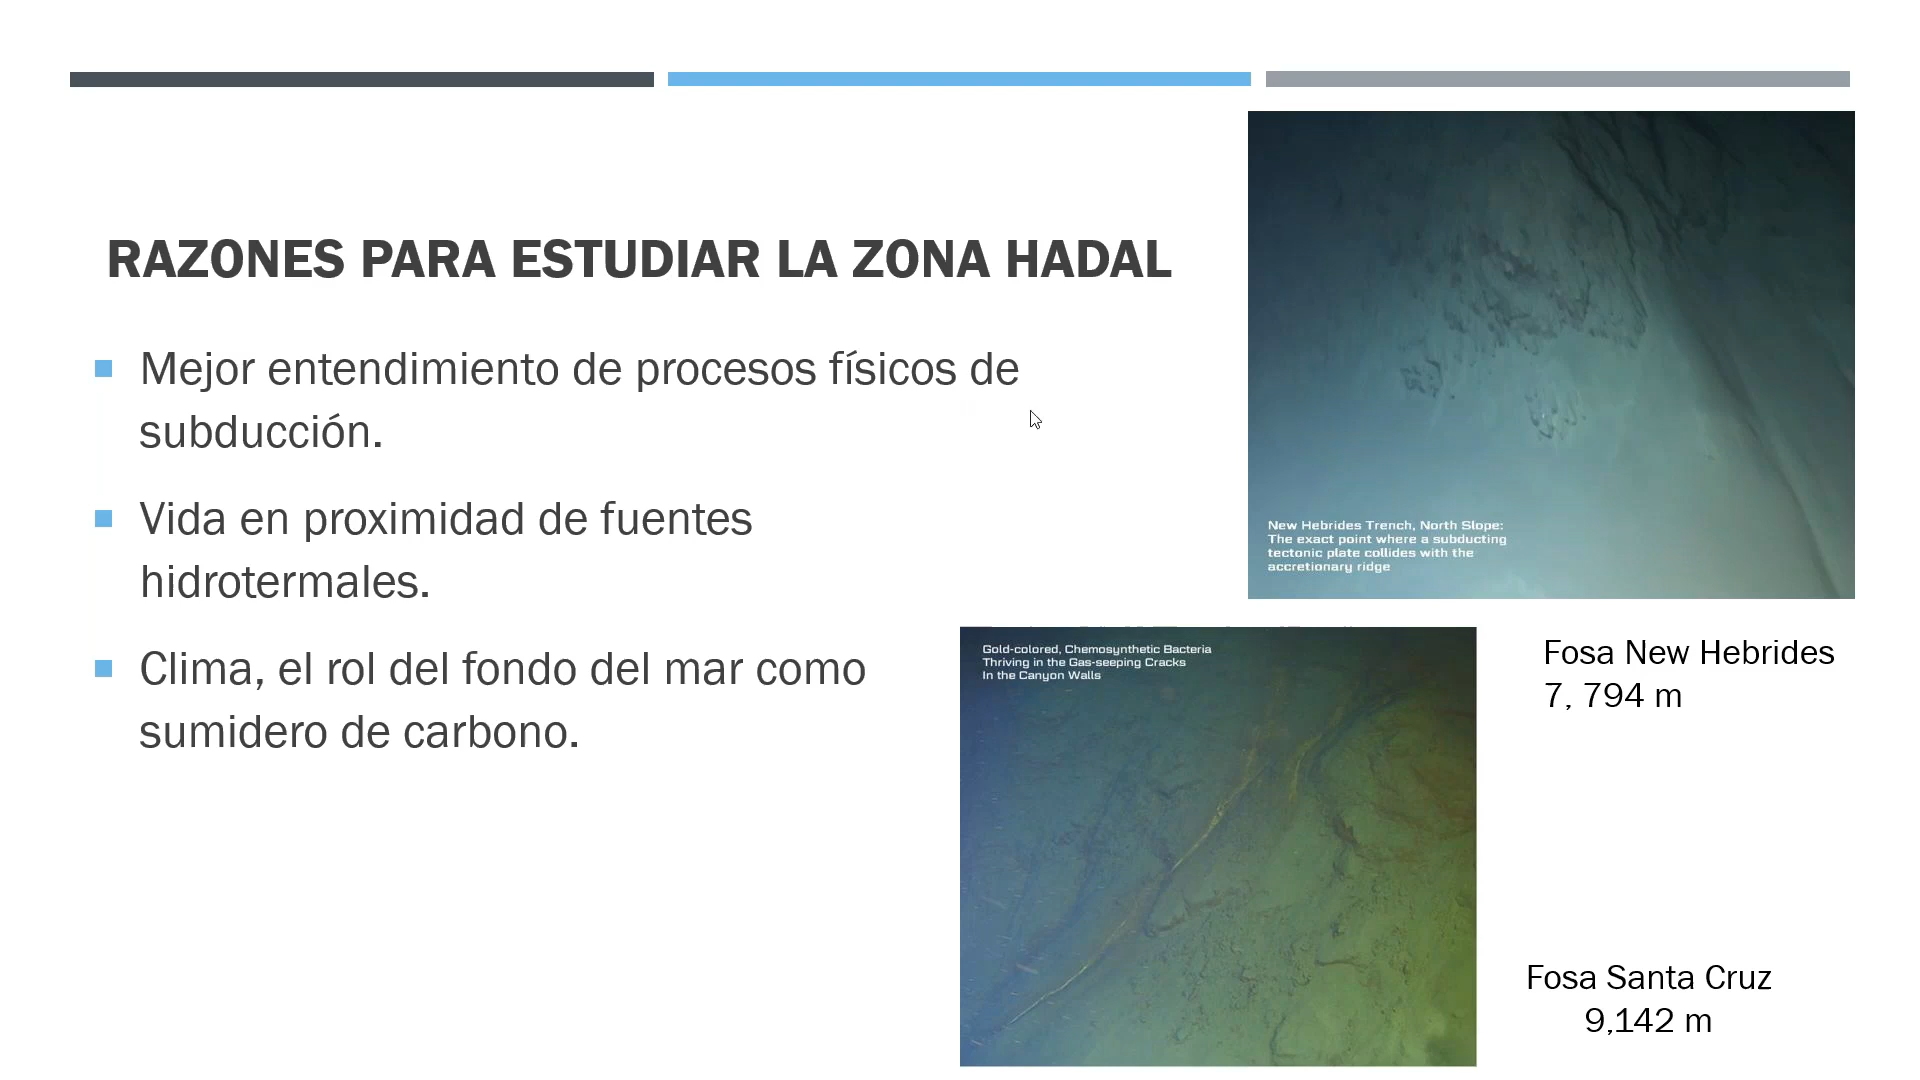 RAZONES PARA ESTUDIAR LA ZONA HADAL
Mejor entendimiento de procesos físicos de
subducción.
Vida en proximidad de fuentes
hidrotermales.
Clima, el rol del fondo del mar como
sumidero de carbono.
New Hebrides Trench, North Slope:
The exact point where a subducting
tectonic plate collides with the
accretionary ridge
Fosa New Hebrides
7, 794 m
Gold-colored, Chemosynthetic Bacteria
Thriving in the Gas-seeping Cracks
In the Canyon Walls
Fosa Santa Cruz
9,142 m